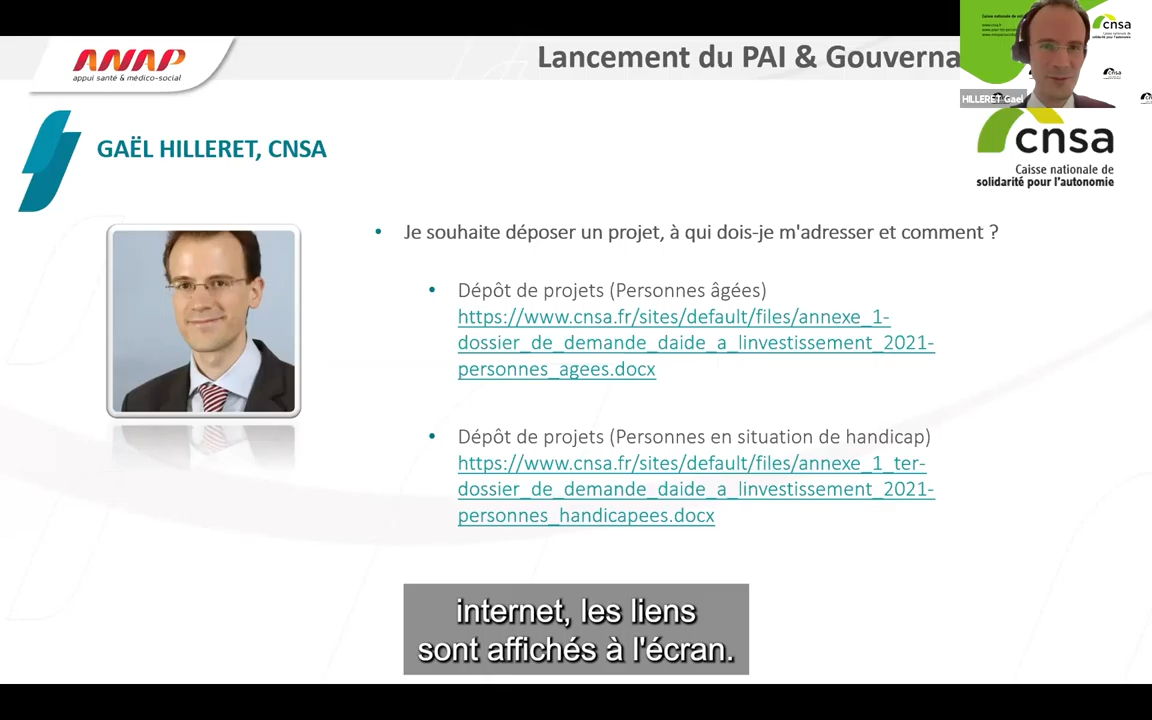 ANAP
appui santé & médico-social
Lancement du PAI & Gouverna
HILLERET Gael
cnsa
cnsa
Caisse nationale de
solidarité pour l'autonomie
GAËL HILLERET, CNSA
• Je souhaite déposer un projet, à qui dois-je m'adresser et comment ?
• Dépôt de projets (Personnes âgées)
https://www.cnsa.fr/sites/default/files/annexe_1-
dossier_de_demande_daide_a_linvestissement_2021-
personnes_agees.docx
• Dépôt de projets (Personnes en situation de handicap)
https://www.cnsa.fr/sites/default/files/annexe_1_ter-
dossier_de_demande_daide_a_linvestissement_2021-
personnes_handicapees.docx
internet, les liens
sont affichés à l'écran.